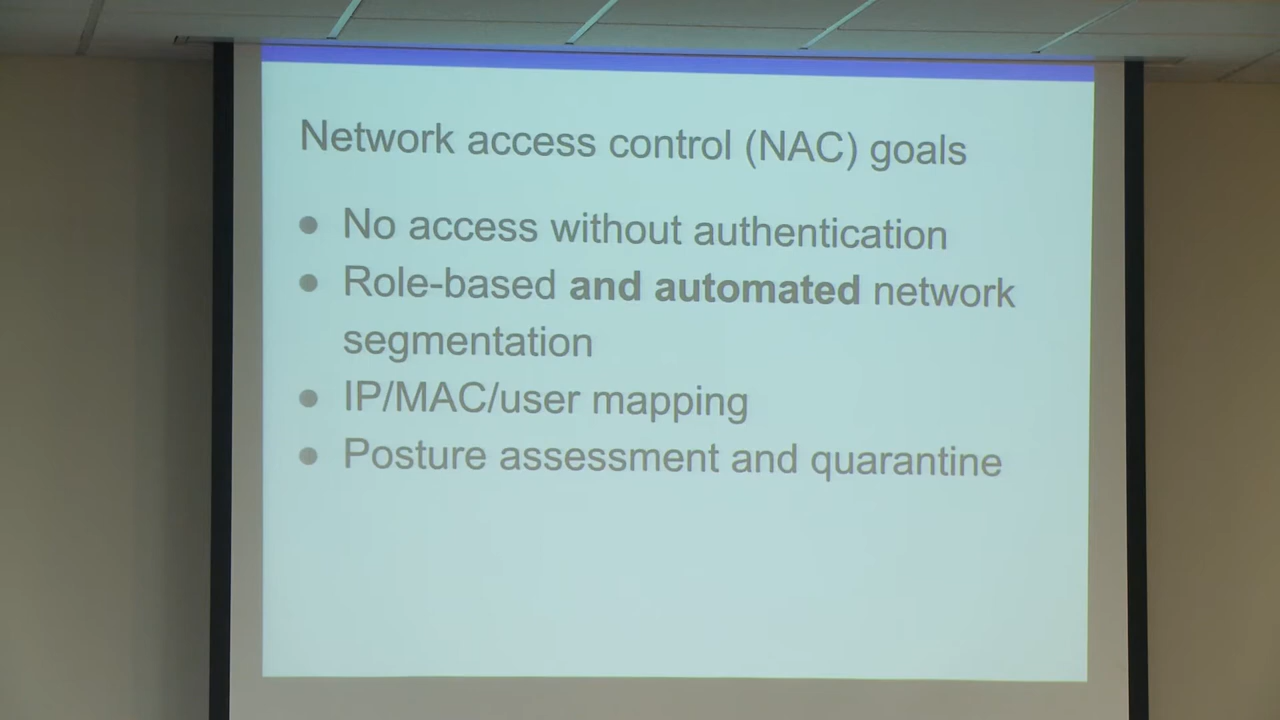 Network access control (NAC) goals
● No access without authentication
● Role-based and automated network
segmentation
● IP/MAC/user mapping
● Posture assessment and quarantine